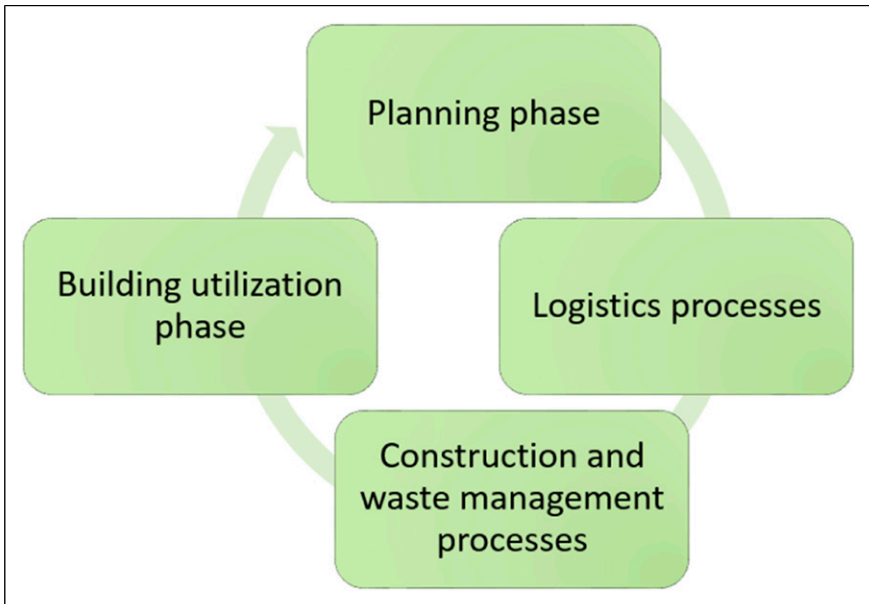 Planning phase
Logistics processes
Construction and
waste management
processes
Building utilization
phase